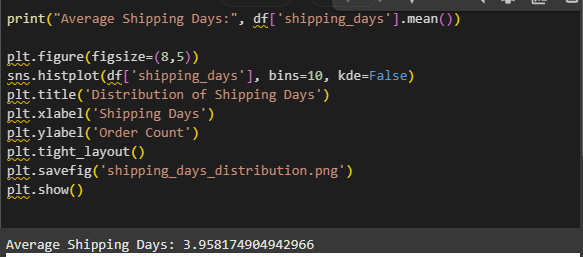 print("Average Shipping Days:", df['shipping_days'].mean())
plt.figure(figsize=(8,5))
sns.histplot(df['shipping_days'], bins=10, kde=False)
plt.title('Distribution of Shipping Days')
plt.xlabel('Shipping Days')
plt.ylabel('Order Count')
plt.tight_layout()
plt.savefig('shipping_days_distribution.png')
plt.show()
Average Shipping Days: 3.958174904942966